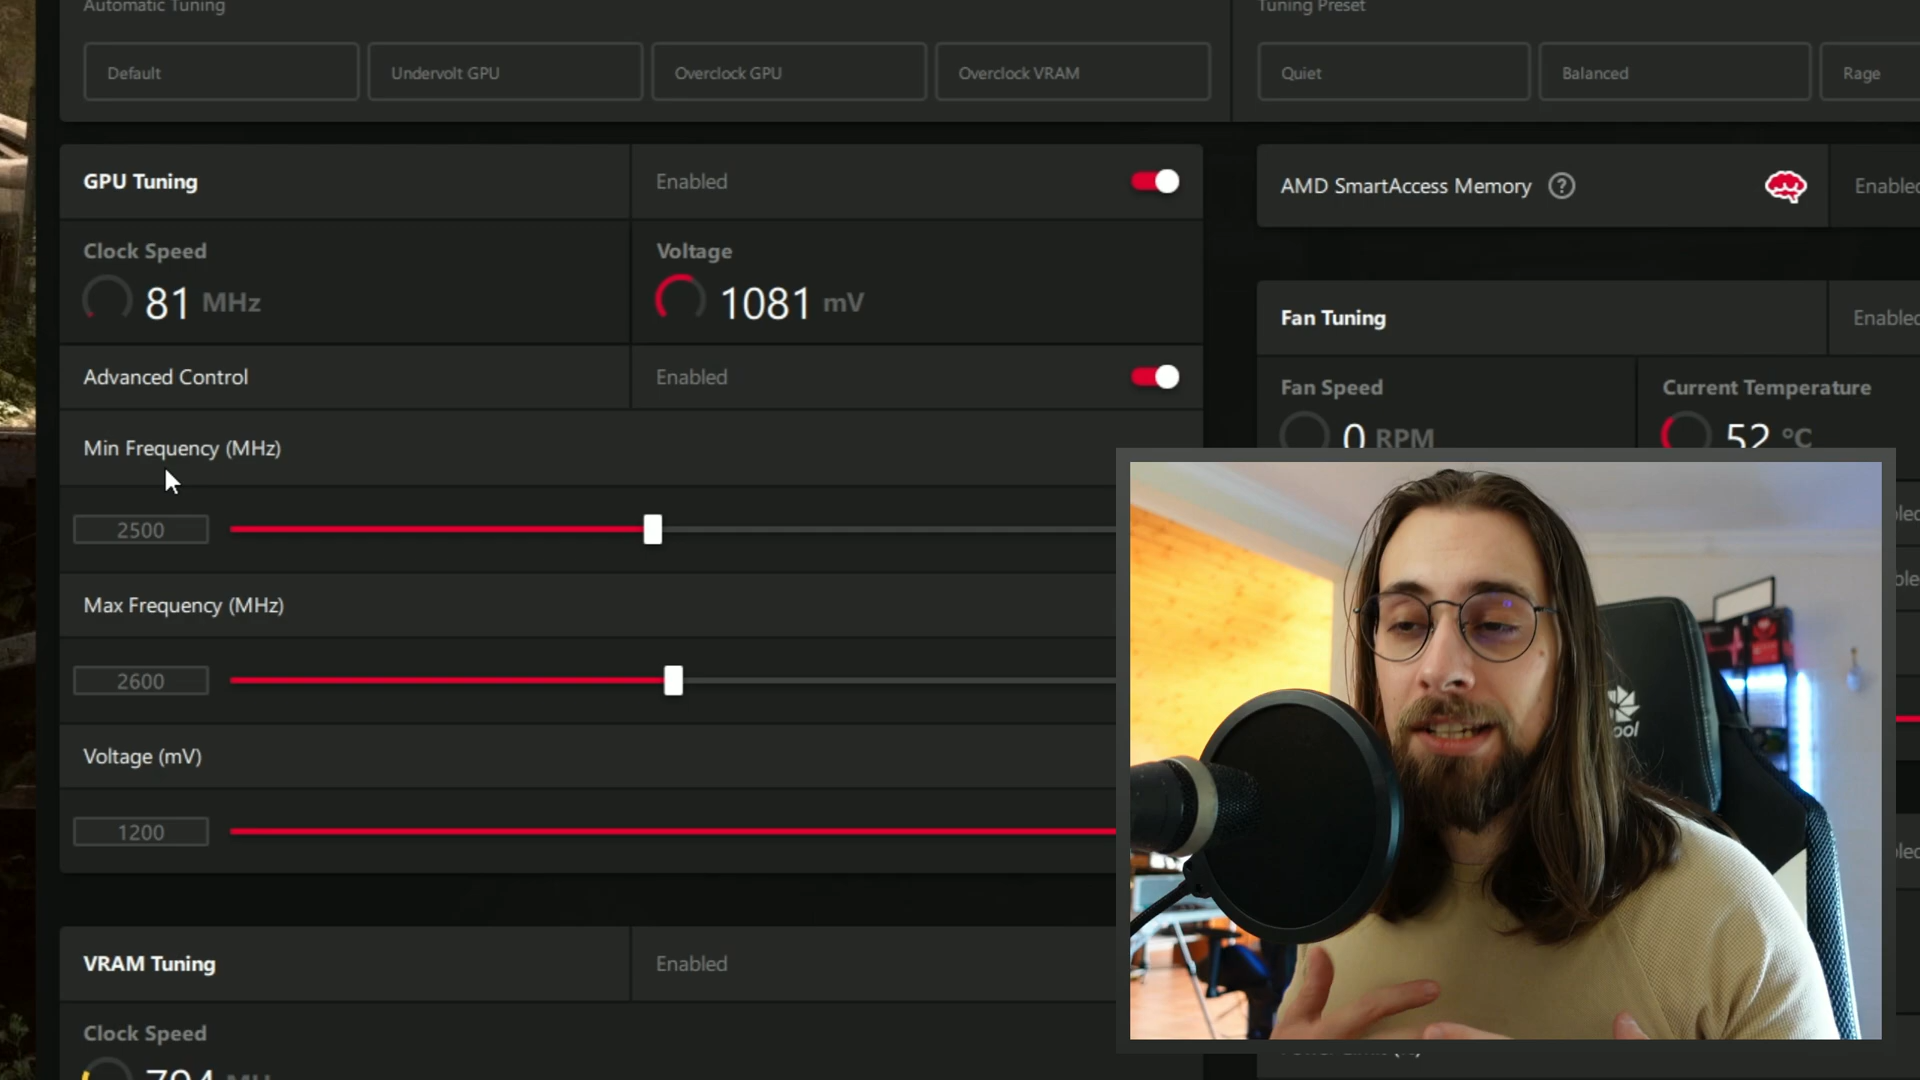 Automatic Tuning
Tuning Preset
Default
Undervolt GPU
Overclock GPU
Overclock VRAM
Quiet
Balanced
Rage
GPU Tuning
Enabled
AMD SmartAccess Memory
?
Clock Speed
Voltage
81 MHz
1081 mV
Fan Tuning
Advanced Control
Enabled
Fan Speed
Current Temperature
0 RPM
52 °C
Min Frequency (MHz)
2500
Max Frequency (MHz)
2600
Voltage (mV)
1200
VRAM Tuning
Enabled
Clock Speed